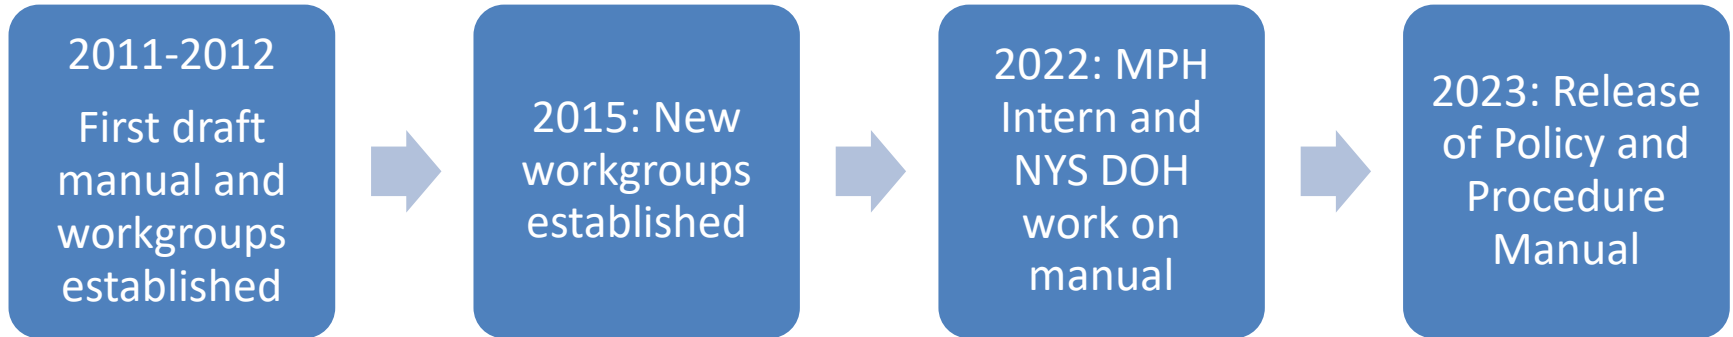 2011-2012
First draft
manual and
workgroups
established
2015: New
workgroups
established
2022: MPH
Intern and
NYS DOH
work on
manual
2023: Release
of Policy and
Procedure
Manual